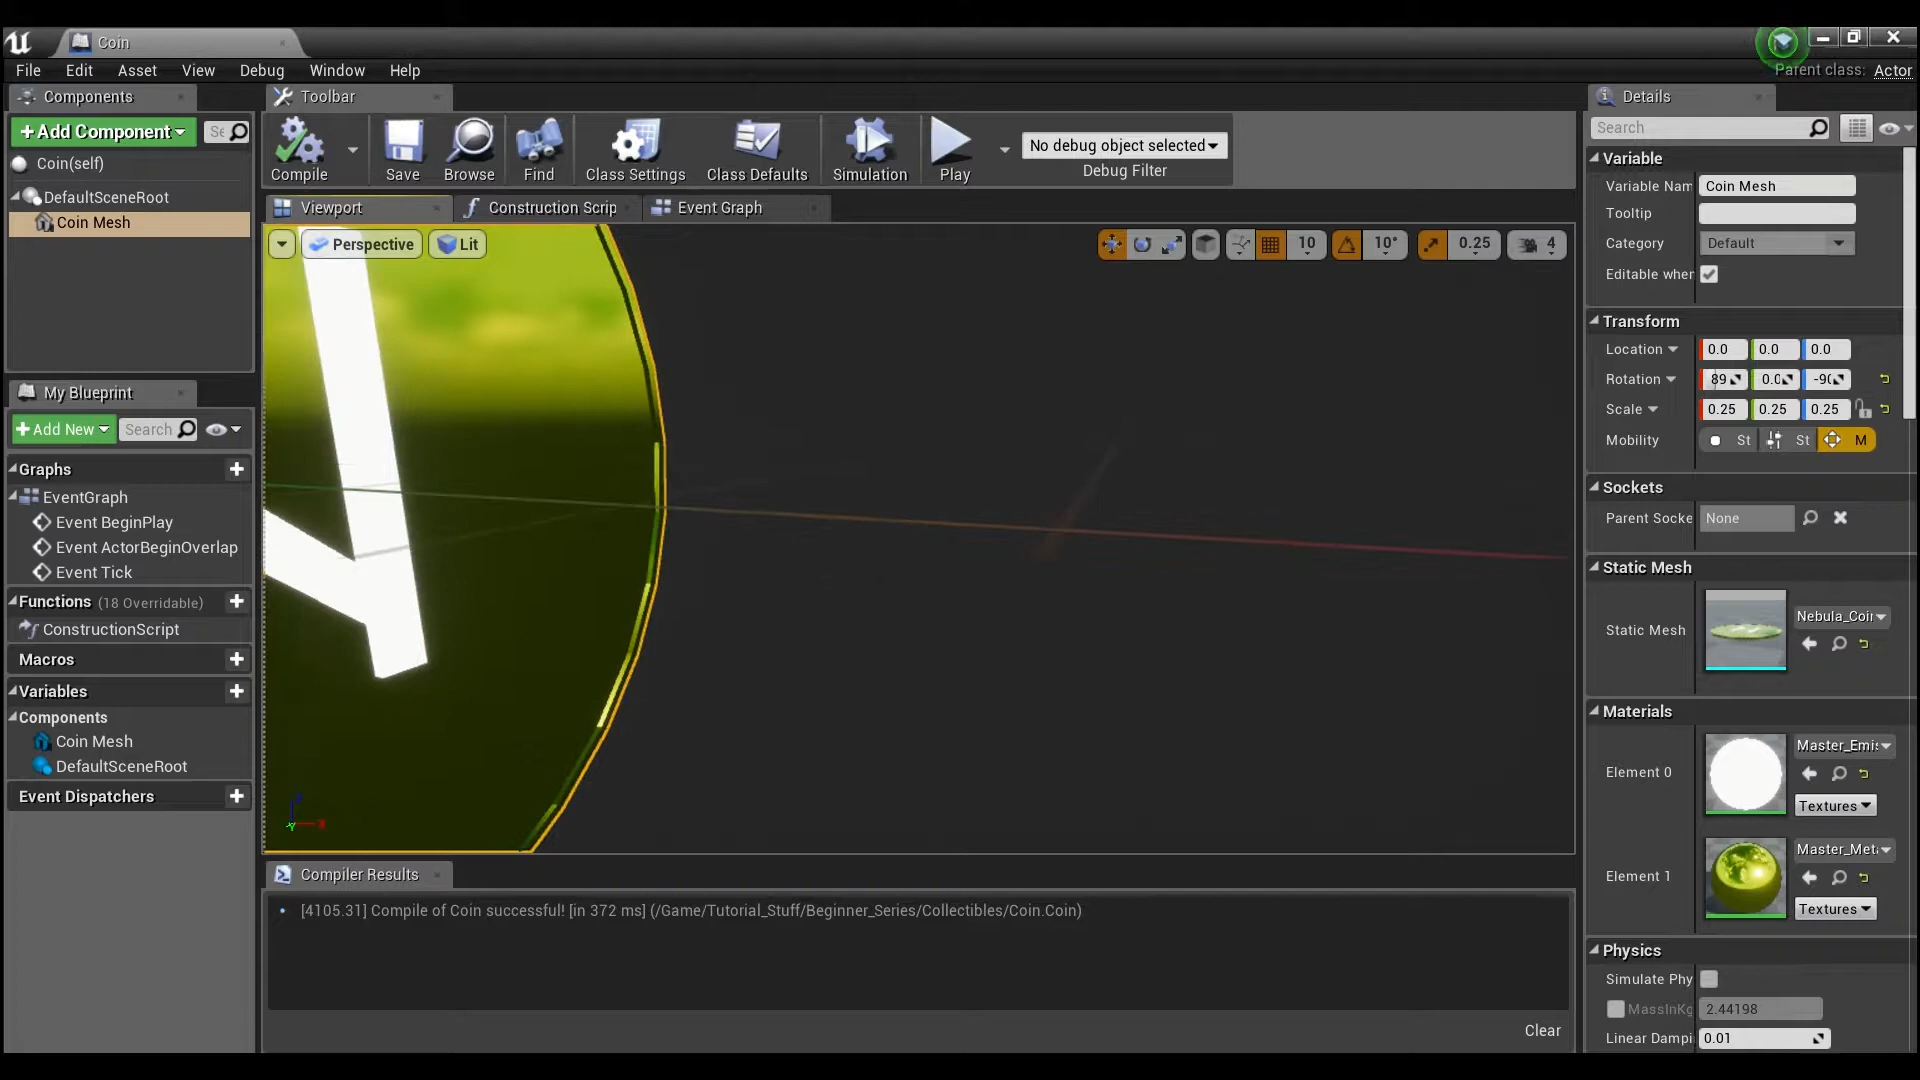 Coin
File Edit Asset View Debug Window Help
Parent class: Actor
Components
+Add Component
Se
Coin(self)
DefaultSceneRoot
Coin Mesh
Toolbar
Compile
Save
Browse
Find
Class Settings
Class Defaults
Simulation
Play
No debug object selected
Debug Filter
Viewport
Construction Scrip
Event Graph
Perspective
Lit
10
10°
0.25
4
My Blueprint
+Add New
Search
Graphs
EventGraph
Event BeginPlay
Event ActorBeginOverlap
Event Tick
Functions (18 Overridable)
ConstructionScript
Macros
Variables
Components
Coin Mesh
DefaultSceneRoot
Event Dispatchers
Compiler Results
[4105.31] Compile of Coin successful! [in 372 ms] (/Game/Tutorial_Stuff/Beginner_Series/Collectibles/Coin.Coin)
Clear
Details
Search
Variable
Variable Nam Coin Mesh
Tooltip
Category Default
Editable wher
Transform
Location 0.0 0.0 0.0
Rotation 89 0.0 -90
Scale 0.25 0.25 0.25
Mobility St St M
Sockets
Parent Socke None
Static Mesh
Static Mesh Nebula_Coin
Materials
Element 0 Master_Emis
Textures
Element 1 Master_Meta
Textures
Physics
Simulate Phy
MassInKg 2.44198
Linear Dampi 0.01